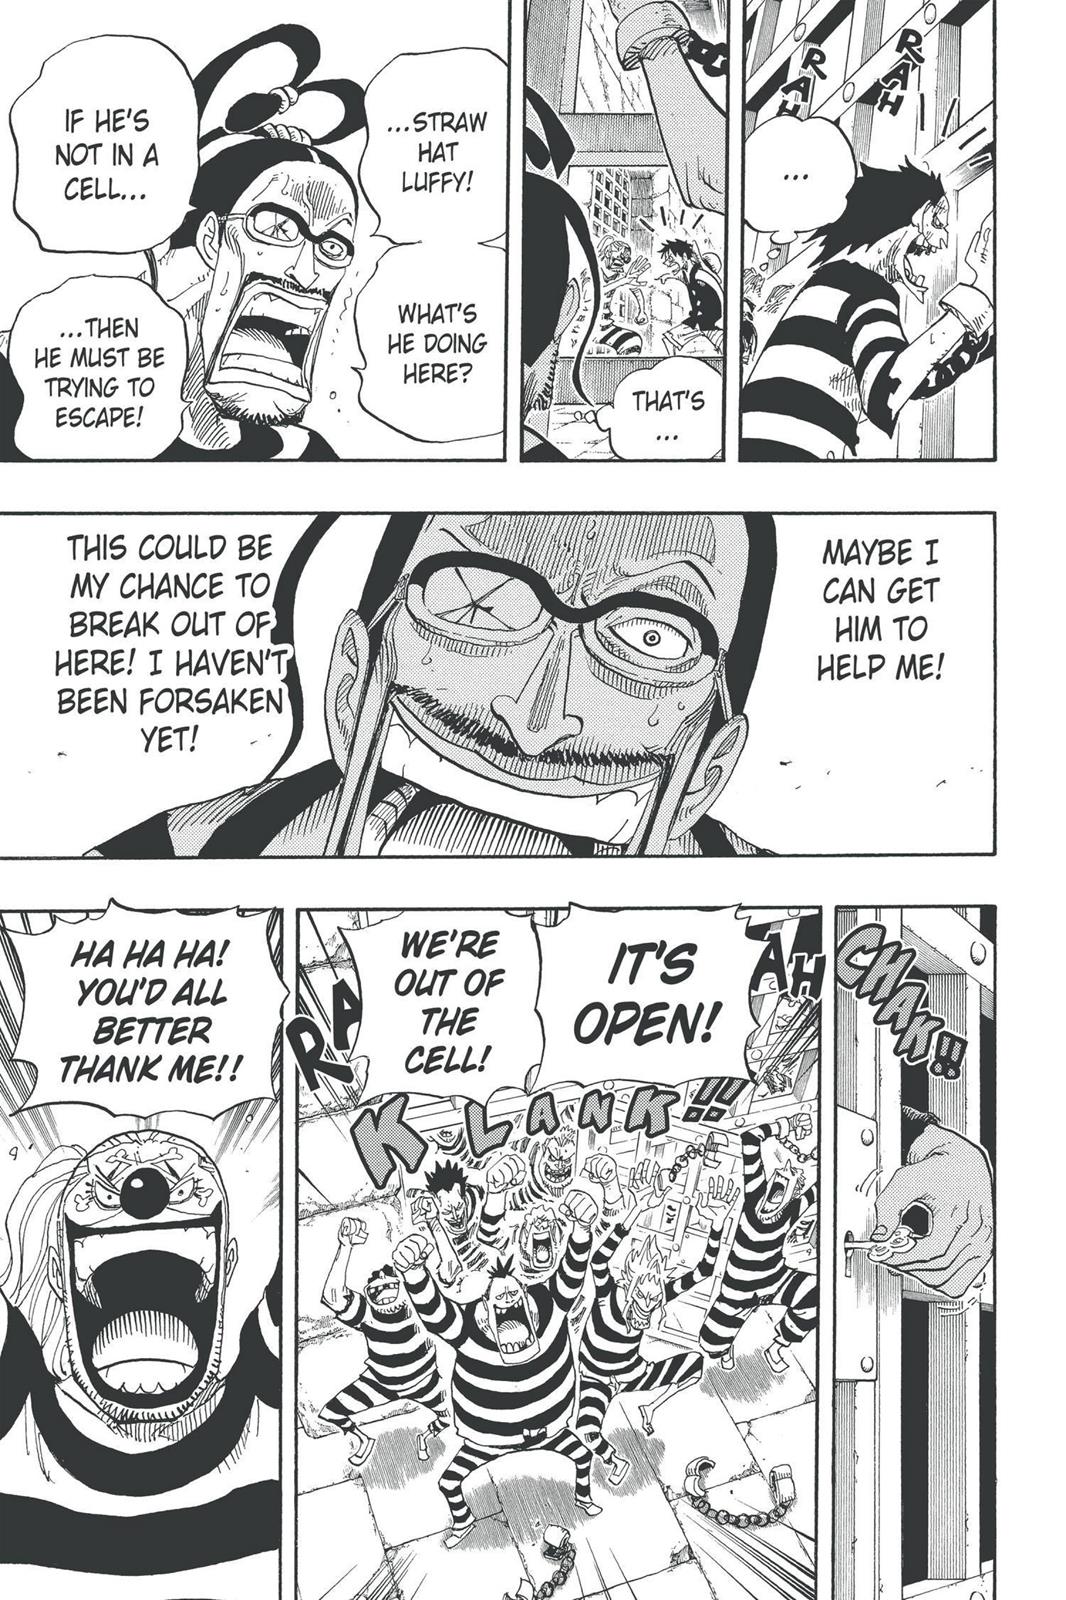 RAH
RAH
...
THAT'S
...
...STRAW
HAT
LUFFY!
WHAT'S
HE DOING
HERE?
IF HE'S
NOT IN A
CELL...
...THEN
HE MUST BE
TRYING TO
ESCAPE!
MAYBE I
CAN GET
HIM TO
HELP ME!
THIS COULD BE
MY CHANCE TO
BREAK OUT OF
HERE! I HAVEN'T
BEEN FORSAKEN
YET!
CHAK!!
IT'S
OPEN!
WE'RE
OUT OF
THE
CELL!
RA
AH
KLANK!!
HA HA HA!
YOU'D ALL
BETTER
THANK ME!!